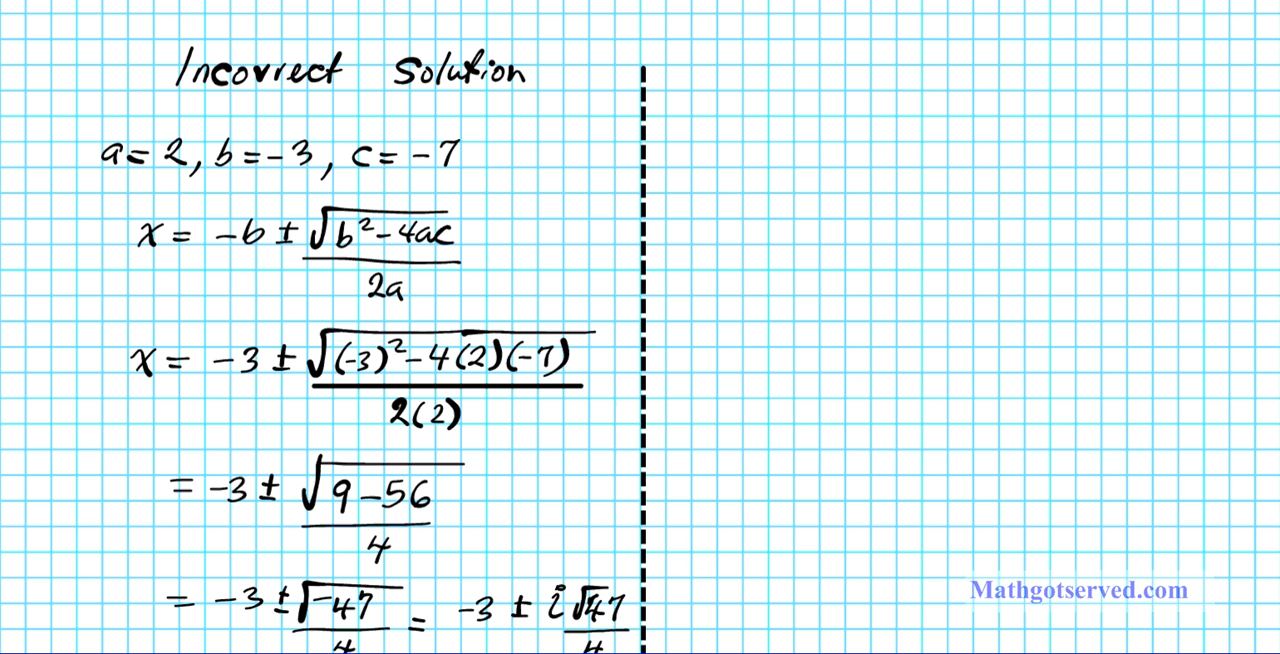 Incorrect Solution
a = 2, b = -3, c = -7
x = -b ± √(b² - 4ac)
2a
x = -3 ± √((-3)² - 4(2)(-7))
2(2)
= -3 ± √(9 - 56)
4
= -3 ± √(-47) = -3 ± i√47
4 4
Mathgotserved.com